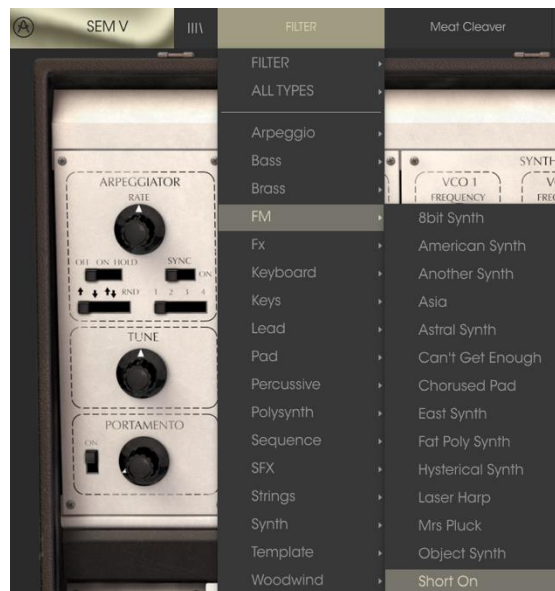 SEM V
FILTER
Meat Cleaver
FILTER
ALL TYPES
Arpeggio
Bass
Brass
FM
Fx
Keyboard
Keys
Lead
Pad
Percussive
Polysynth
Sequence
SFX
Strings
Synth
Template
Woodwind
8bit Synth
American Synth
Another Synth
Asia
Astral Synth
Can't Get Enough
Chorused Pad
East Synth
Fat Poly Synth
Hysterical Synth
Laser Harp
Mrs Pluck
Object Synth
Short On
ARPEGGIATOR
RATE
OFF ON HOLD
SYNC
ON
RND
1 2 3 4
TUNE
PORTAMENTO
ON
SYNTH
VCO 1
FREQUENCY